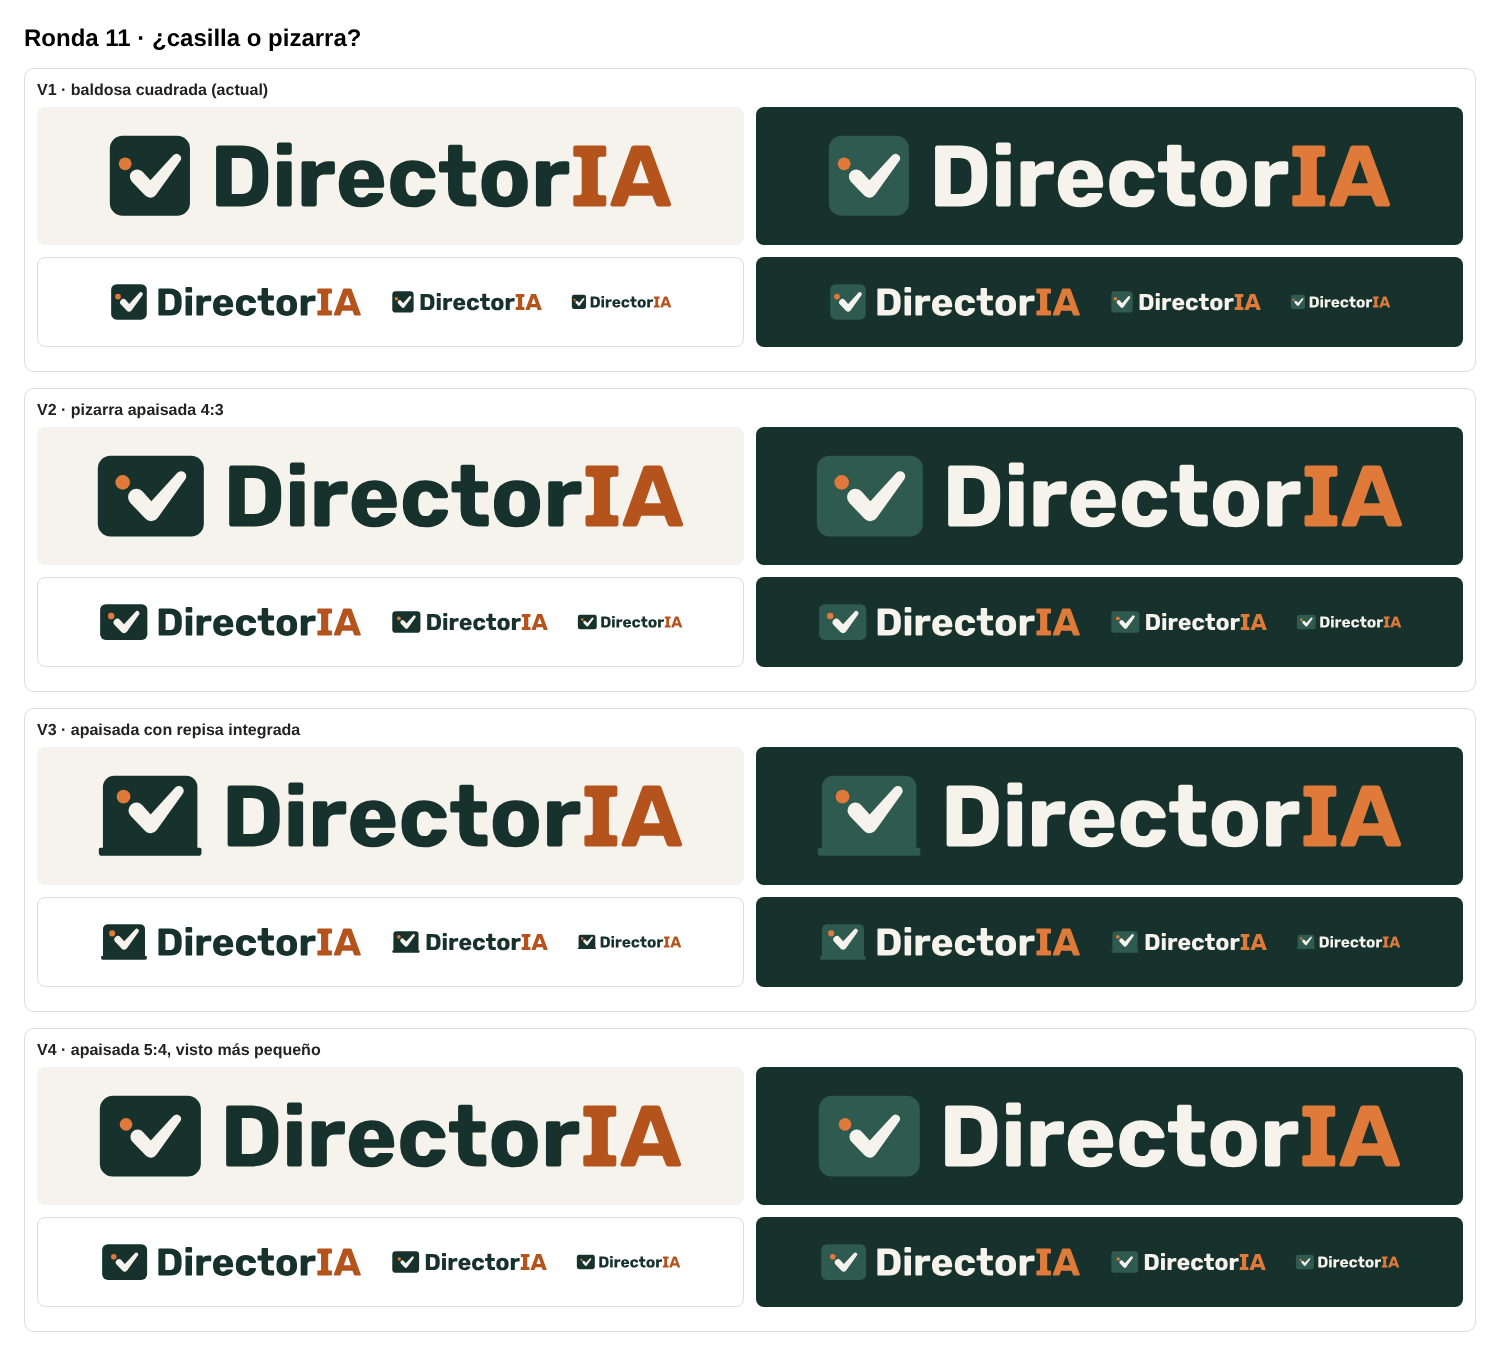 Ronda 11 · ¿casilla o pizarra?
V1 · baldosa cuadrada (actual)
DirectorIA DirectorIA
DirectorIA DirectorIA DirectorIA DirectorIA DirectorIA DirectorIA
V2 · pizarra apaisada 4:3
DirectorIA DirectorIA
DirectorIA DirectorIA DirectorIA DirectorIA DirectorIA DirectorIA
V3 · apaisada con repisa integrada
DirectorIA DirectorIA
DirectorIA DirectorIA DirectorIA DirectorIA DirectorIA DirectorIA
V4 · apaisada 5:4, visto más pequeño
DirectorIA DirectorIA
DirectorIA DirectorIA DirectorIA DirectorIA DirectorIA DirectorIA